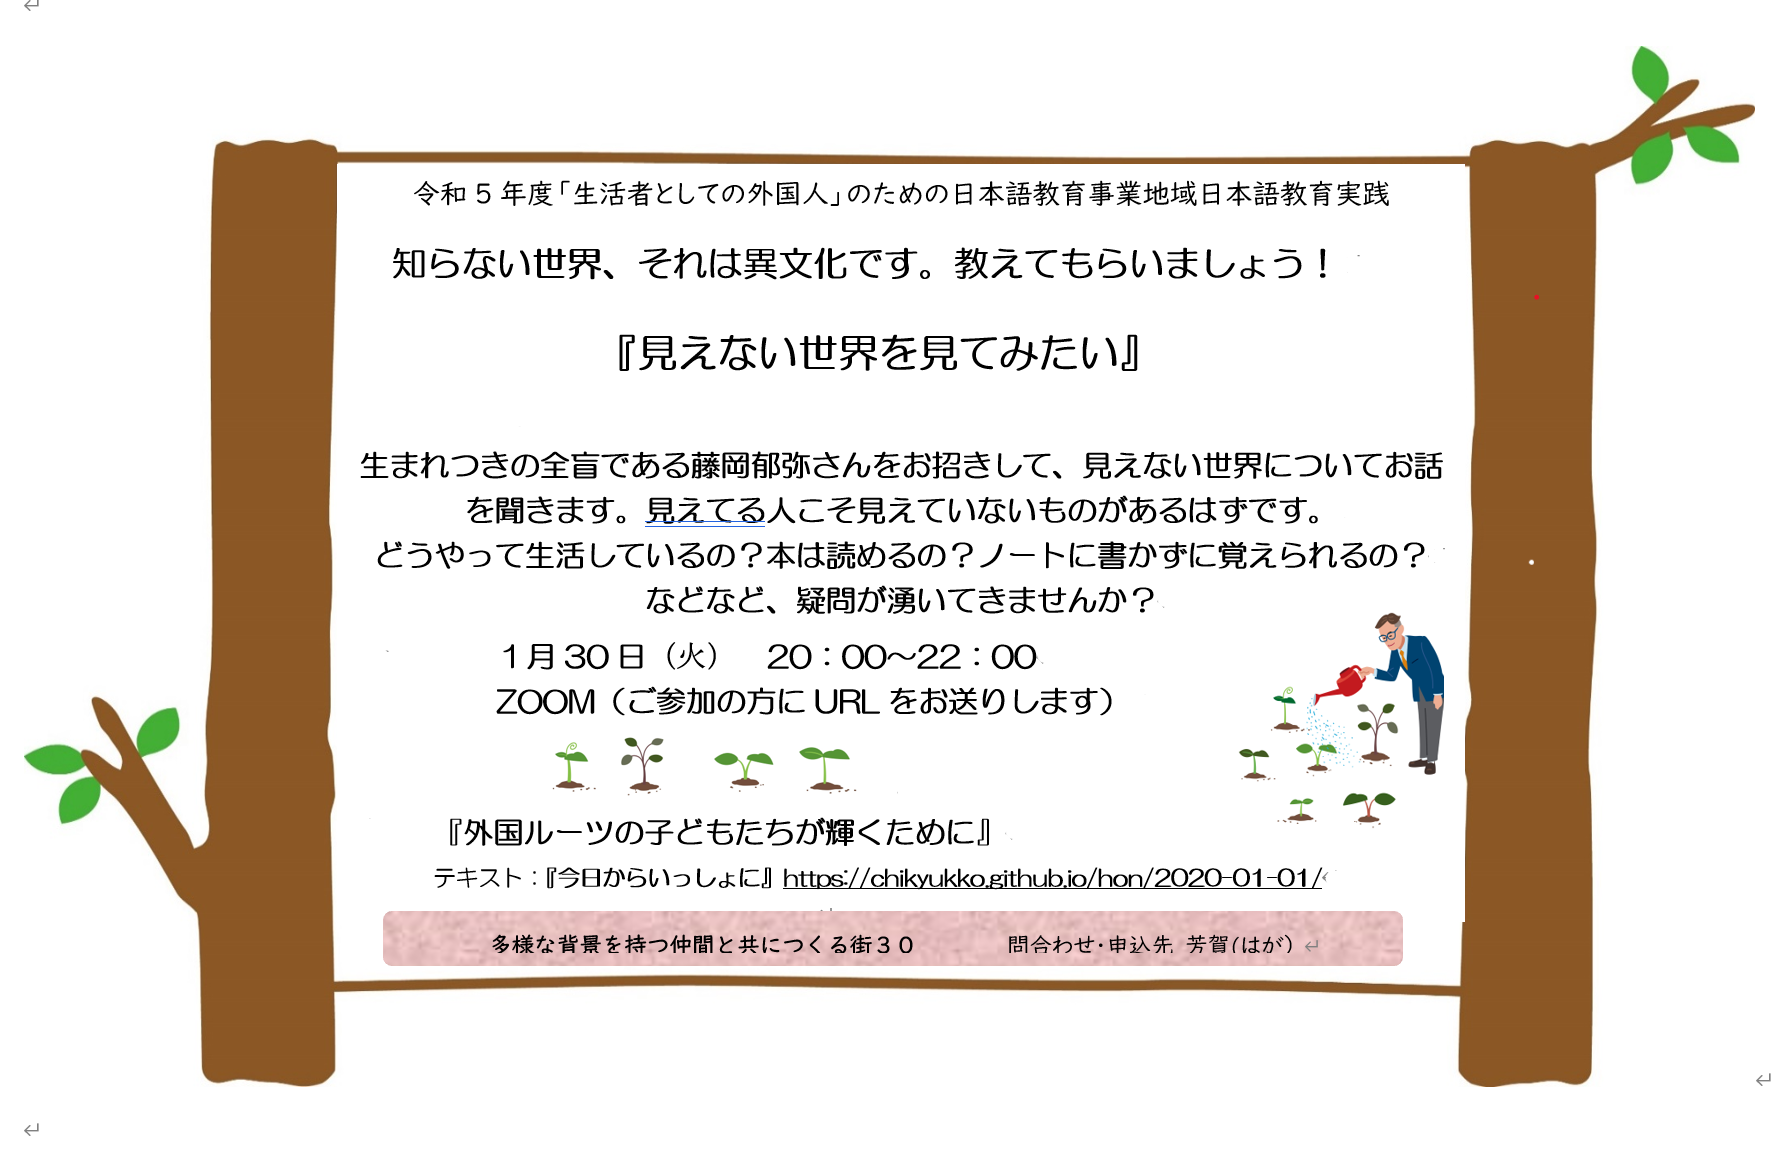 令和5年度「生活者としての外国人」のための日本語教育事業地域日本語教育実践
知らない世界、それは異文化です。教えてもらいましょう！
『見えない世界を見てみたい』
生まれつきの全盲である藤岡郁弥さんをお招きして、見えない世界についてお話
を聞きます。見えてる人こそ見えていないものがあるはずです。
どうやって生活しているの？本は読めるの？ノートに書かずに覚えられるの？
などなど、疑問が湧いてきませんか？
1月30日（火）　20：00～22：00
ZOOM（ご参加の方にURLをお送りします）
『外国ルーツの子どもたちが輝くために』
テキスト：『今日からいっしょに』https://chikyukko.github.io/hon/2020-01-01/
多様な背景を持つ仲間と共につくる街３０　　問合わせ・申込先 芳賀(はが)